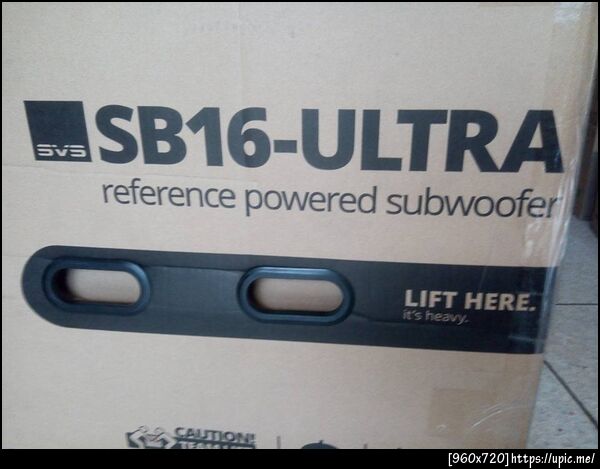 SVS
SB16-ULTRA
reference powered subwoofer
LIFT HERE.
it's heavy.
CAUTION!
[960x720]https://upic.me/